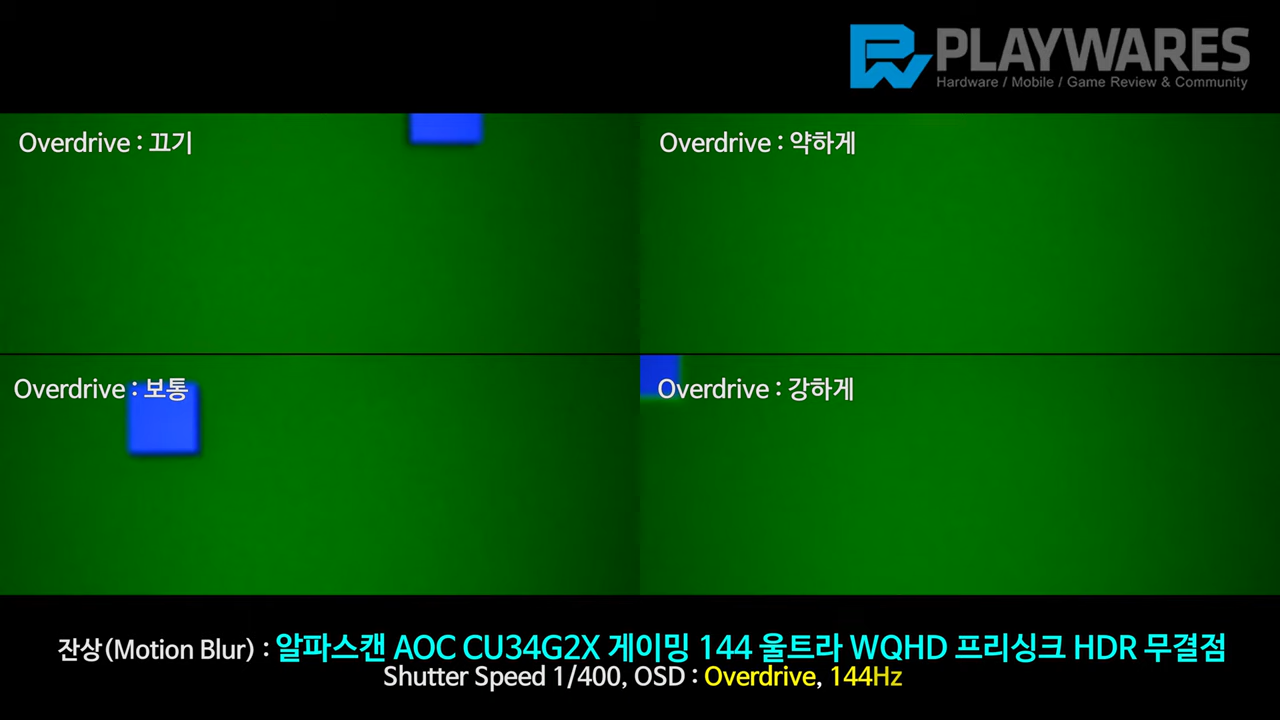 PLAYWARES
Hardware / Mobile / Game Review & Community
Overdrive : 끄기
Overdrive : 약하게
Overdrive : 보통
Overdrive : 강하게
잔상(Motion Blur) : 알파스캔 AOC CU34G2X 게이밍 144 울트라 WQHD 프리싱크 HDR 무결점
Shutter Speed 1/400, OSD : Overdrive, 144Hz